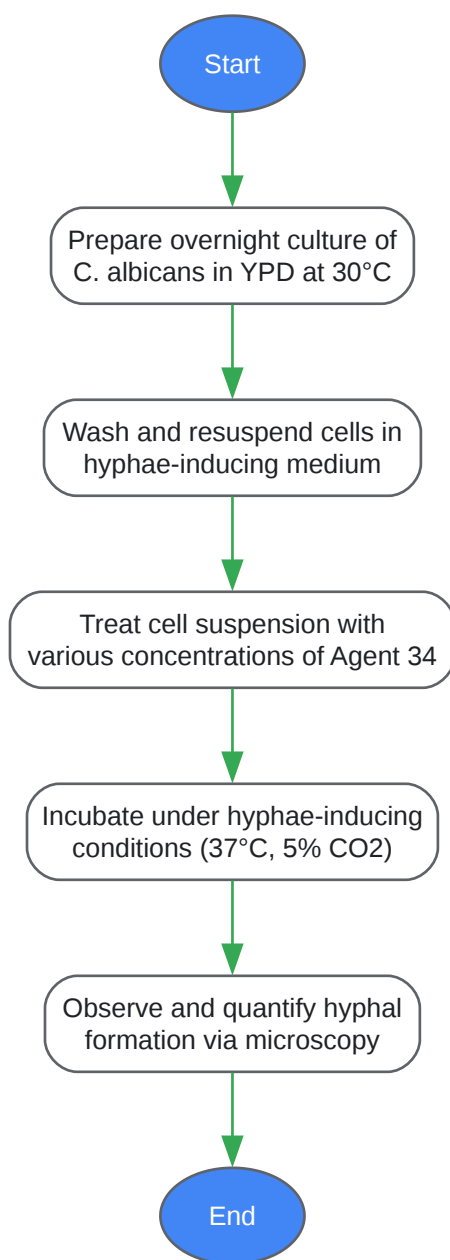 Start
Prepare overnight culture of
C. albicans in YPD at 30°C
Wash and resuspend cells in
hyphae-inducing medium
Treat cell suspension with
various concentrations of Agent 34
Incubate under hyphae-inducing
conditions (37°C, 5% CO2)
Observe and quantify hyphal
formation via microscopy
End